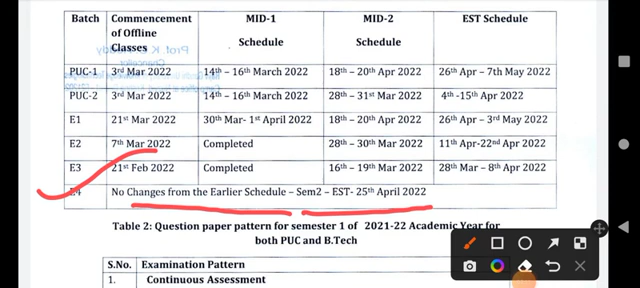 Batch Commencement of Offline Classes MID-1 Schedule MID-2 Schedule EST Schedule
PUC-1 3rd Mar 2022 14th – 16th March 2022 18th – 20th Apr 2022 26th Apr – 7th May 2022
PUC-2 3rd Mar 2022 14th – 16th March 2022 28th – 31st Mar 2022 4th -15th Apr 2022
E1 21st Mar 2022 30th Mar- 1st April 2022 18th – 20th Apr 2022 26th Apr – 3rd May 2022
E2 7th Mar 2022 Completed 28th – 30th Mar 2022 11th Apr-22nd Apr 2022
E3 21st Feb 2022 Completed 16th – 19th Mar 2022 28th Mar – 8th Apr 2022
E4 No Changes from the Earlier Schedule – Sem2 – EST- 25th April 2022
Table 2: Question paper pattern for semester 1 of 2021-22 Academic Year for
both PUC and B.Tech
S.No. Examination Pattern
1. Continuous Assessment